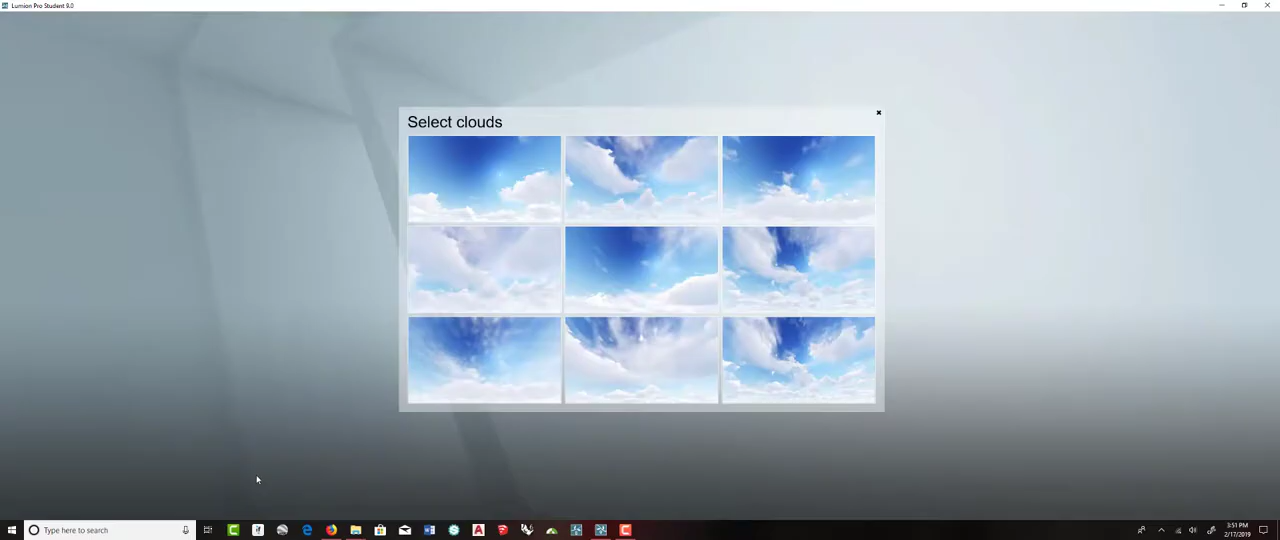 Lumion Pro Student 9.0
Select clouds
Type here to search
3:51 PM
2/17/2019